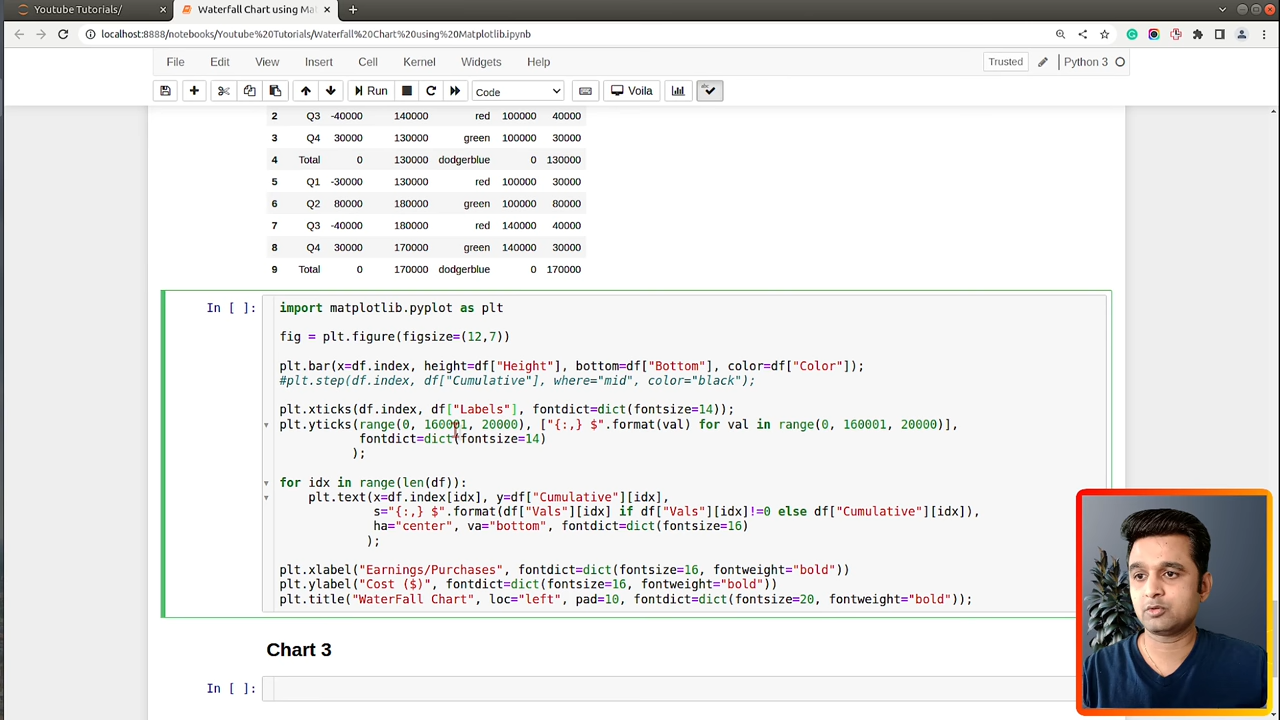 Youtube Tutorials/
Waterfall Chart using Mat
localhost:8888/notebooks/Youtube%20Tutorials/Waterfall%20Chart%20using%20Matplotlib.ipynb
File Edit View Insert Cell Kernel Widgets Help
Trusted Python 3
Run Code Voila
2 Q3 -40000 140000 red 100000 40000
3 Q4 30000 130000 green 100000 30000
4 Total 0 130000 dodgerblue 0 130000
5 Q1 -30000 130000 red 100000 30000
6 Q2 80000 180000 green 100000 80000
7 Q3 -40000 180000 red 140000 40000
8 Q4 30000 170000 green 140000 30000
9 Total 0 170000 dodgerblue 0 170000
In [ ]: import matplotlib.pyplot as plt
fig = plt.figure(figsize=(12,7))
plt.bar(x=df.index, height=df["Height"], bottom=df["Bottom"], color=df["Color"]);
#plt.step(df.index, df["Cumulative"], where="mid", color="black");
plt.xticks(df.index, df["Labels"], fontdict=dict(fontsize=14));
plt.yticks(range(0, 160001, 20000), ["{:,} $".format(val) for val in range(0, 160001, 20000)],
fontdict=dict(fontsize=14)
);
for idx in range(len(df)):
plt.text(x=df.index[idx], y=df["Cumulative"][idx],
s="{:,} $".format(df["Vals"][idx] if df["Vals"][idx]!=0 else df["Cumulative"][idx]),
ha="center", va="bottom", fontdict=dict(fontsize=16)
);
plt.xlabel("Earnings/Purchases", fontdict=dict(fontsize=16, fontweight="bold"))
plt.ylabel("Cost ($)", fontdict=dict(fontsize=16, fontweight="bold"))
plt.title("WaterFall Chart", loc="left", pad=10, fontdict=dict(fontsize=20, fontweight="bold"));
Chart 3
In [ ]: